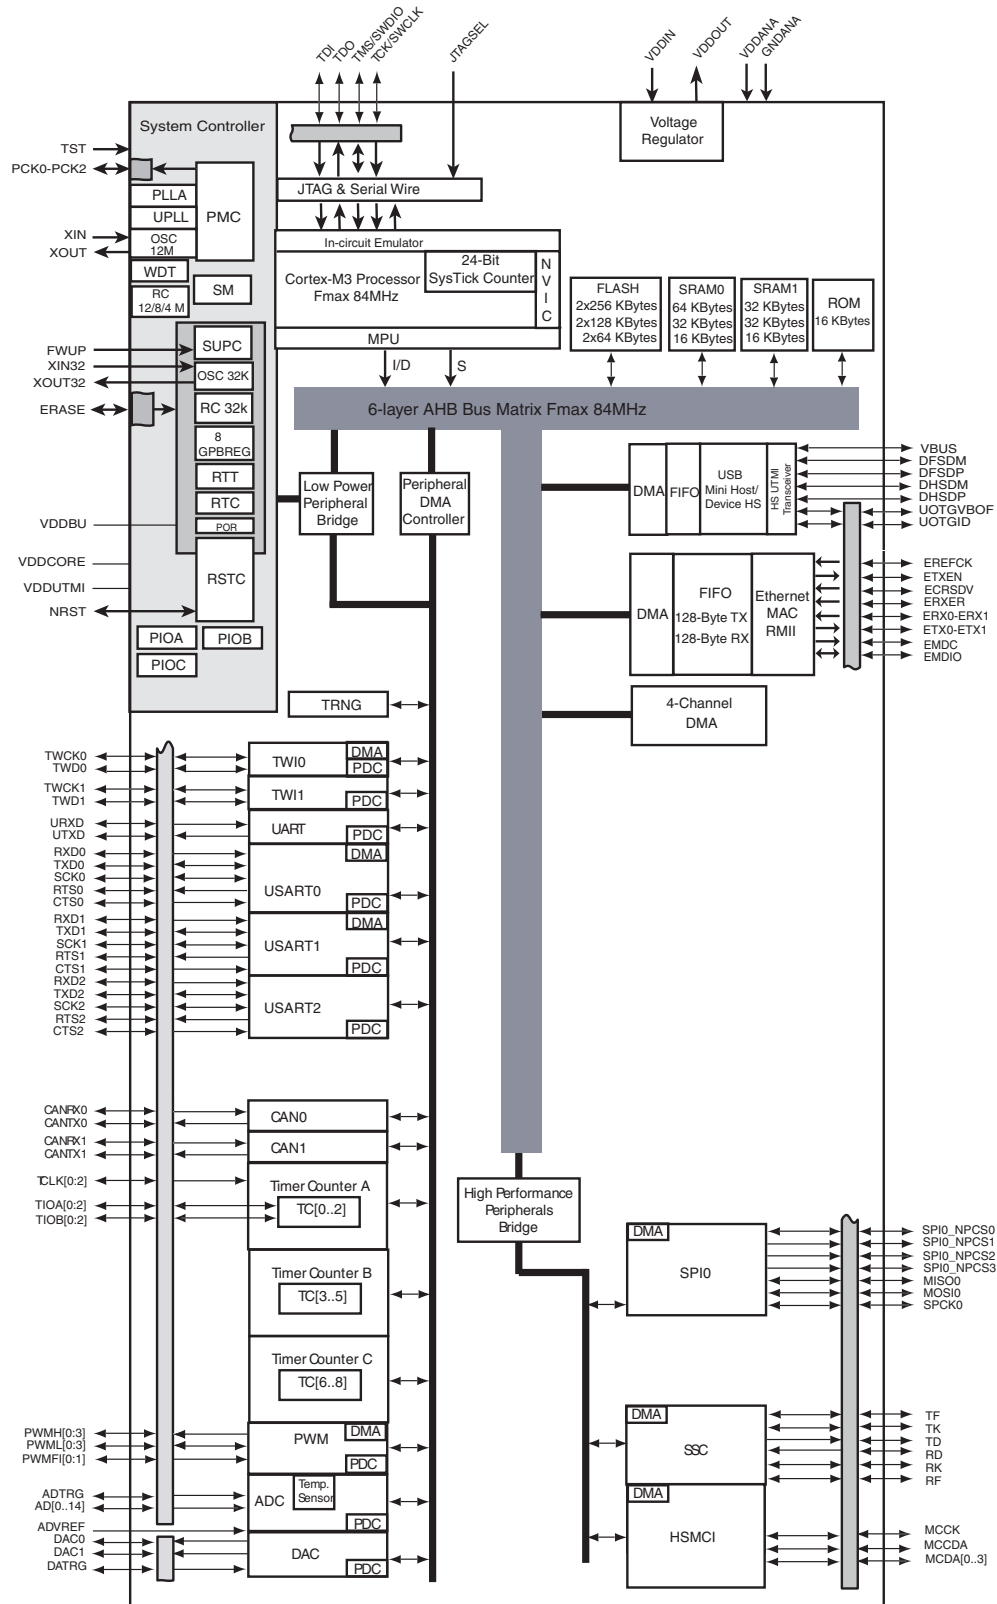 TDI
TDO
TMS/SWDIO
TCK/SWCLK
JTAGSEL
VDDIN
VDDOUT
VDDANA
GNDANA
System Controller
Voltage
Regulator
TST
PCK0-PCK2
PLLA
UPLL
PMC
XIN
XOUT
OSC
12M
WDT
RC
12/8/4 M
SM
JTAG & Serial Wire
In-circuit Emulator
Cortex-M3 Processor
Fmax 84MHz
24-Bit
SysTick Counter
N
V
I
C
MPU
I/D
S
FLASH
2x256 KBytes
2x128 KBytes
2x64 KBytes
SRAM0
64 KBytes
32 KBytes
16 KBytes
SRAM1
32 KBytes
32 KBytes
16 KBytes
ROM
16 KBytes
FWUP
XIN32
XOUT32
ERASE
SUPC
OSC 32K
RC 32k
8
GPBREG
RTT
RTC
POR
RSTC
VDDBU
VDDCORE
VDDUTMI
NRST
PIOA
PIOB
PIOC
6-layer AHB Bus Matrix Fmax 84MHz
Low Power
Peripheral
Bridge
Peripheral
DMA
Controller
DMA
FIFO
USB
Mini Host/
Device HS
HS UTMI
Transceiver
VBUS
DFSDM
DFSDP
DHSDM
DHSDP
UOTGVBOF
UOTGID
DMA
FIFO
128-Byte TX
128-Byte RX
Ethernet
MAC
RMII
EREFCK
ETXEN
ECRSDV
ERXER
ERX0-ERX1
ETX0-ETX1
EMDC
EMDIO
4-Channel
DMA
TRNG
TWCK0
TWD0
TWI0
DMA
PDC
TWCK1
TWD1
TWI1
PDC
URXD
UTXD
UART
PDC
RXD0
TXD0
SCK0
RTS0
CTS0
USART0
DMA
PDC
RXD1
TXD1
SCK1
RTS1
CTS1
USART1
DMA
PDC
RXD2
TXD2
SCK2
RTS2
CTS2
USART2
PDC
CANRX0
CANTX0
CAN0
CANRX1
CANTX1
CAN1
TCLK[0:2]
TIOA[0:2]
TIOB[0:2]
Timer Counter A
TC[0..2]
Timer Counter B
TC[3..5]
Timer Counter C
TC[6..8]
High Performance
Peripherals
Bridge
PWMH[0:3]
PWML[0:3]
PWMFI[0:1]
PWM
DMA
PDC
ADTRG
AD[0..14]
ADVREF
ADC
Temp.
Sensor
PDC
DAC0
DAC1
DATRG
DAC
PDC
DMA
SPI0
SPI0_NPCS0
SPI0_NPCS1
SPI0_NPCS2
SPI0_NPCS3
MISO0
MOSI0
SPCK0
DMA
SSC
TF
TK
TD
RD
RK
RF
DMA
HSMCI
MCCK
MCCDA
MCDA[0..3]